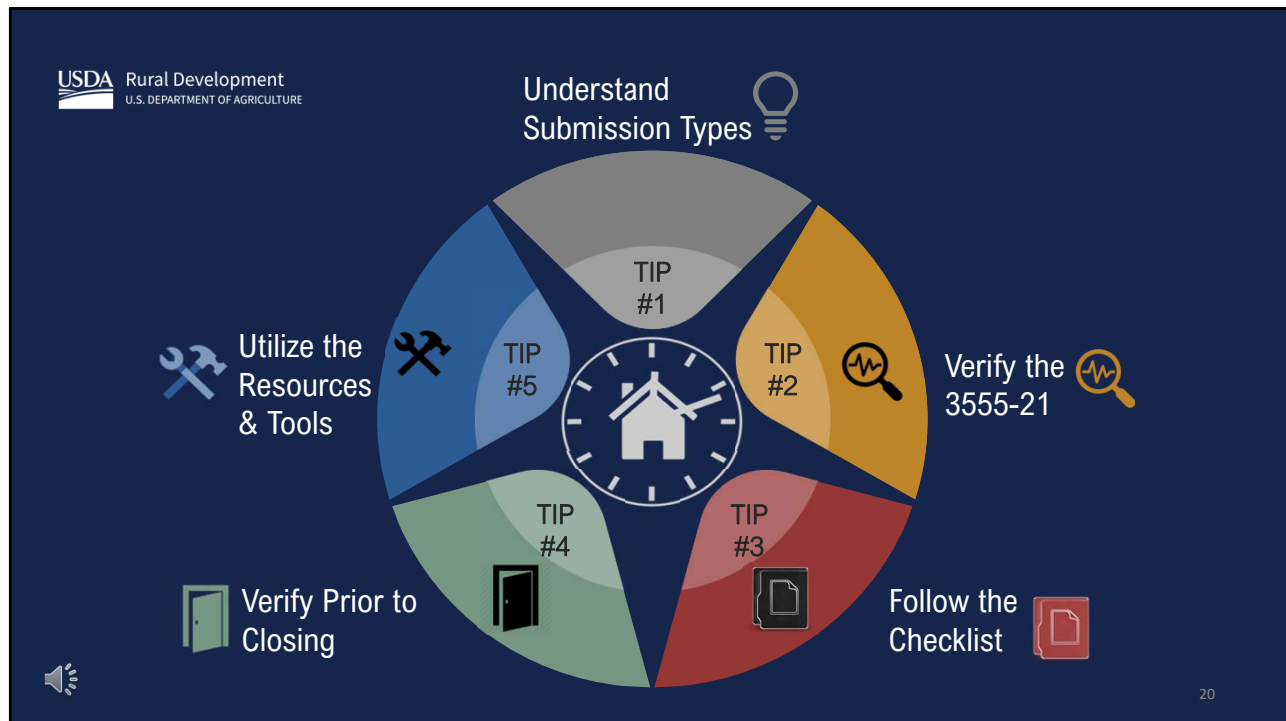 USDA Rural Development
U.S. DEPARTMENT OF AGRICULTURE
Understand
Submission Types
TIP
#1
TIP
#2
Verify the
3555-21
TIP
#3
Follow the
Checklist
TIP
#4
Verify Prior to
Closing
TIP
#5
Utilize the
Resources
& Tools
20